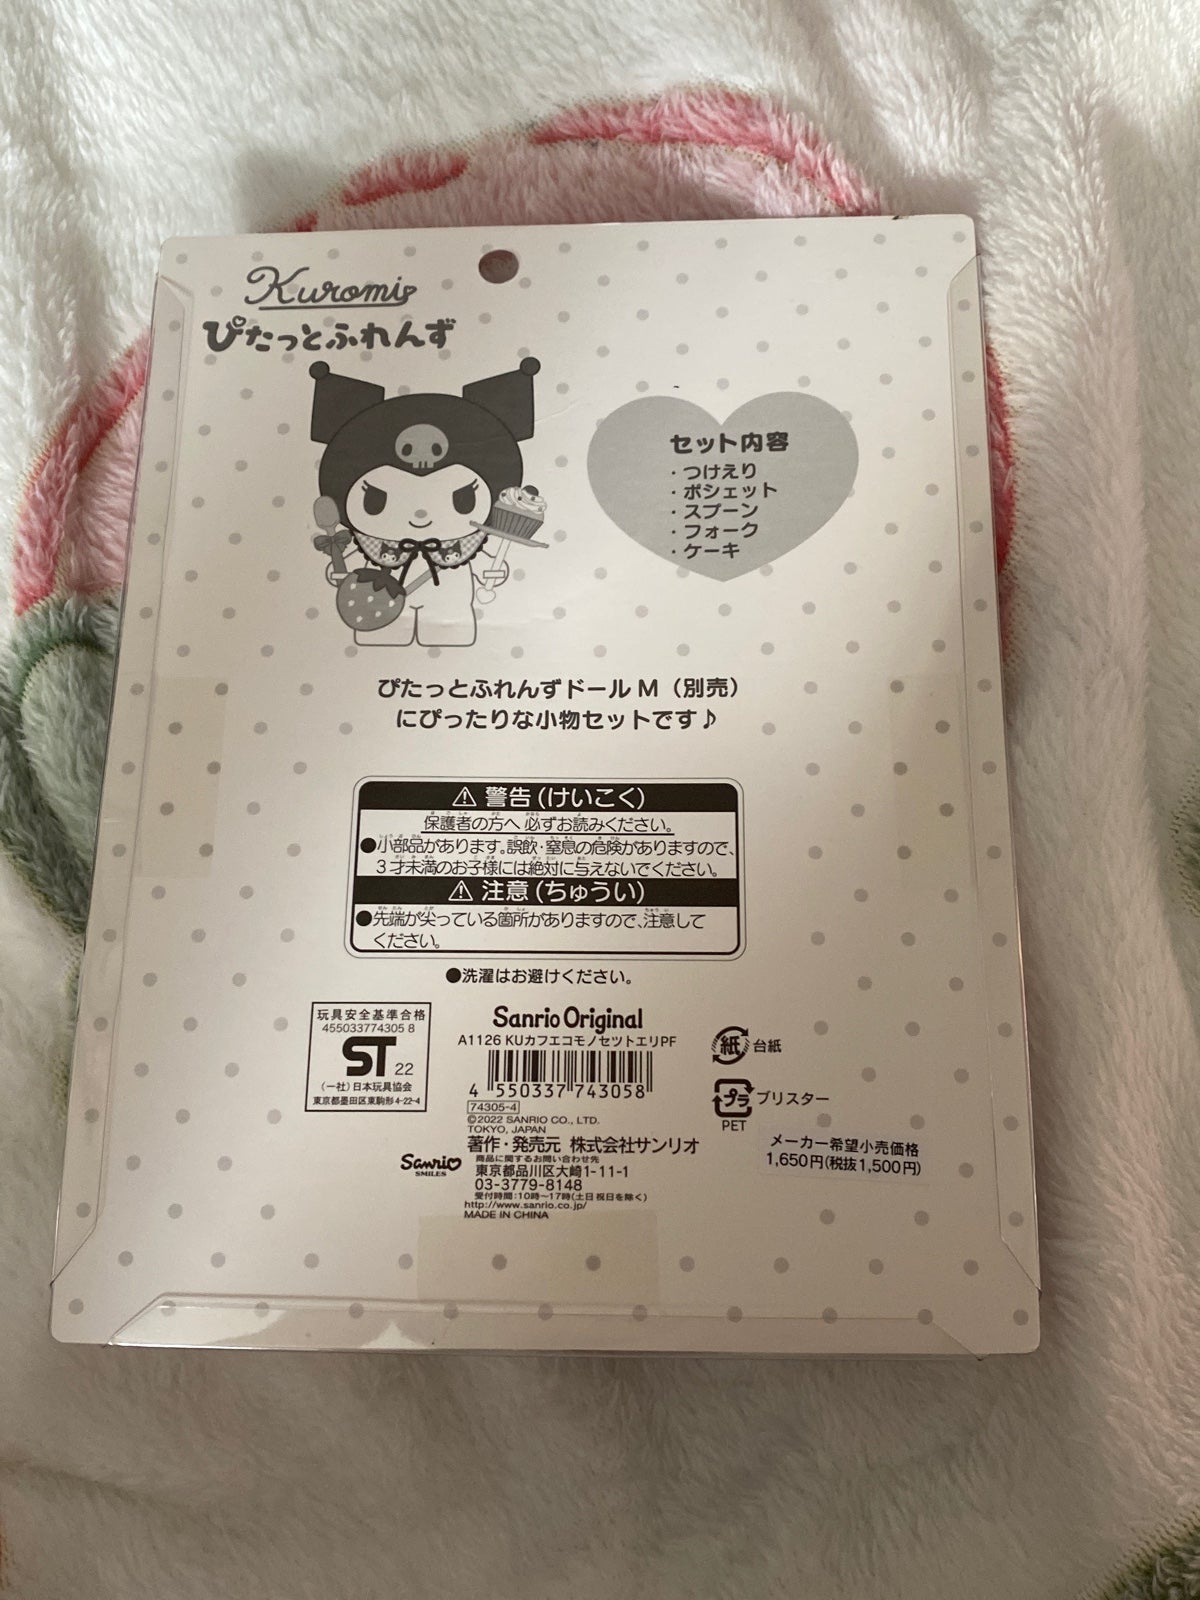 Kuromi
ぴたっとふれんず
セット内容
・つけえり
・ポシェット
・スプーン
・フォーク
・ケーキ
ぴたっとふれんずドール M（別売）
にぴったりな小物セットです♪
⚠ 警告(けいこく)
保護者の方へ 必ずお読みください。
●小部品があります。誤飲・窒息の危険がありますので、
３才未満のお子様には絶対に与えないでください。
⚠ 注意(ちゅうい)
●先端が尖っている箇所がありますので、注意して
ください。
●洗濯はお避けください。
玩具安全基準合格
455033774305 8
ST 22
(一社)日本玩具協会
東京都墨田区東駒形4-22-4
Sanrio Original
A1126 KUカフエコモノセツトエリPF
4 550337 743058
74305-4
©2022 SANRIO CO., LTD.
TOKYO, JAPAN
著作・発売元 株式会社サンリオ
Sanrio
SMILES
商品に関するお問い合わせ先
東京都品川区大崎1-11-1
03-3779-8148
受付時間:10時〜17時(土日祝日を除く)
http://www.sanrio.co.jp/
MADE IN CHINA
紙 台紙
プラ ブリスター
PET
メーカー希望小売価格
1,650円(税抜1,500円)